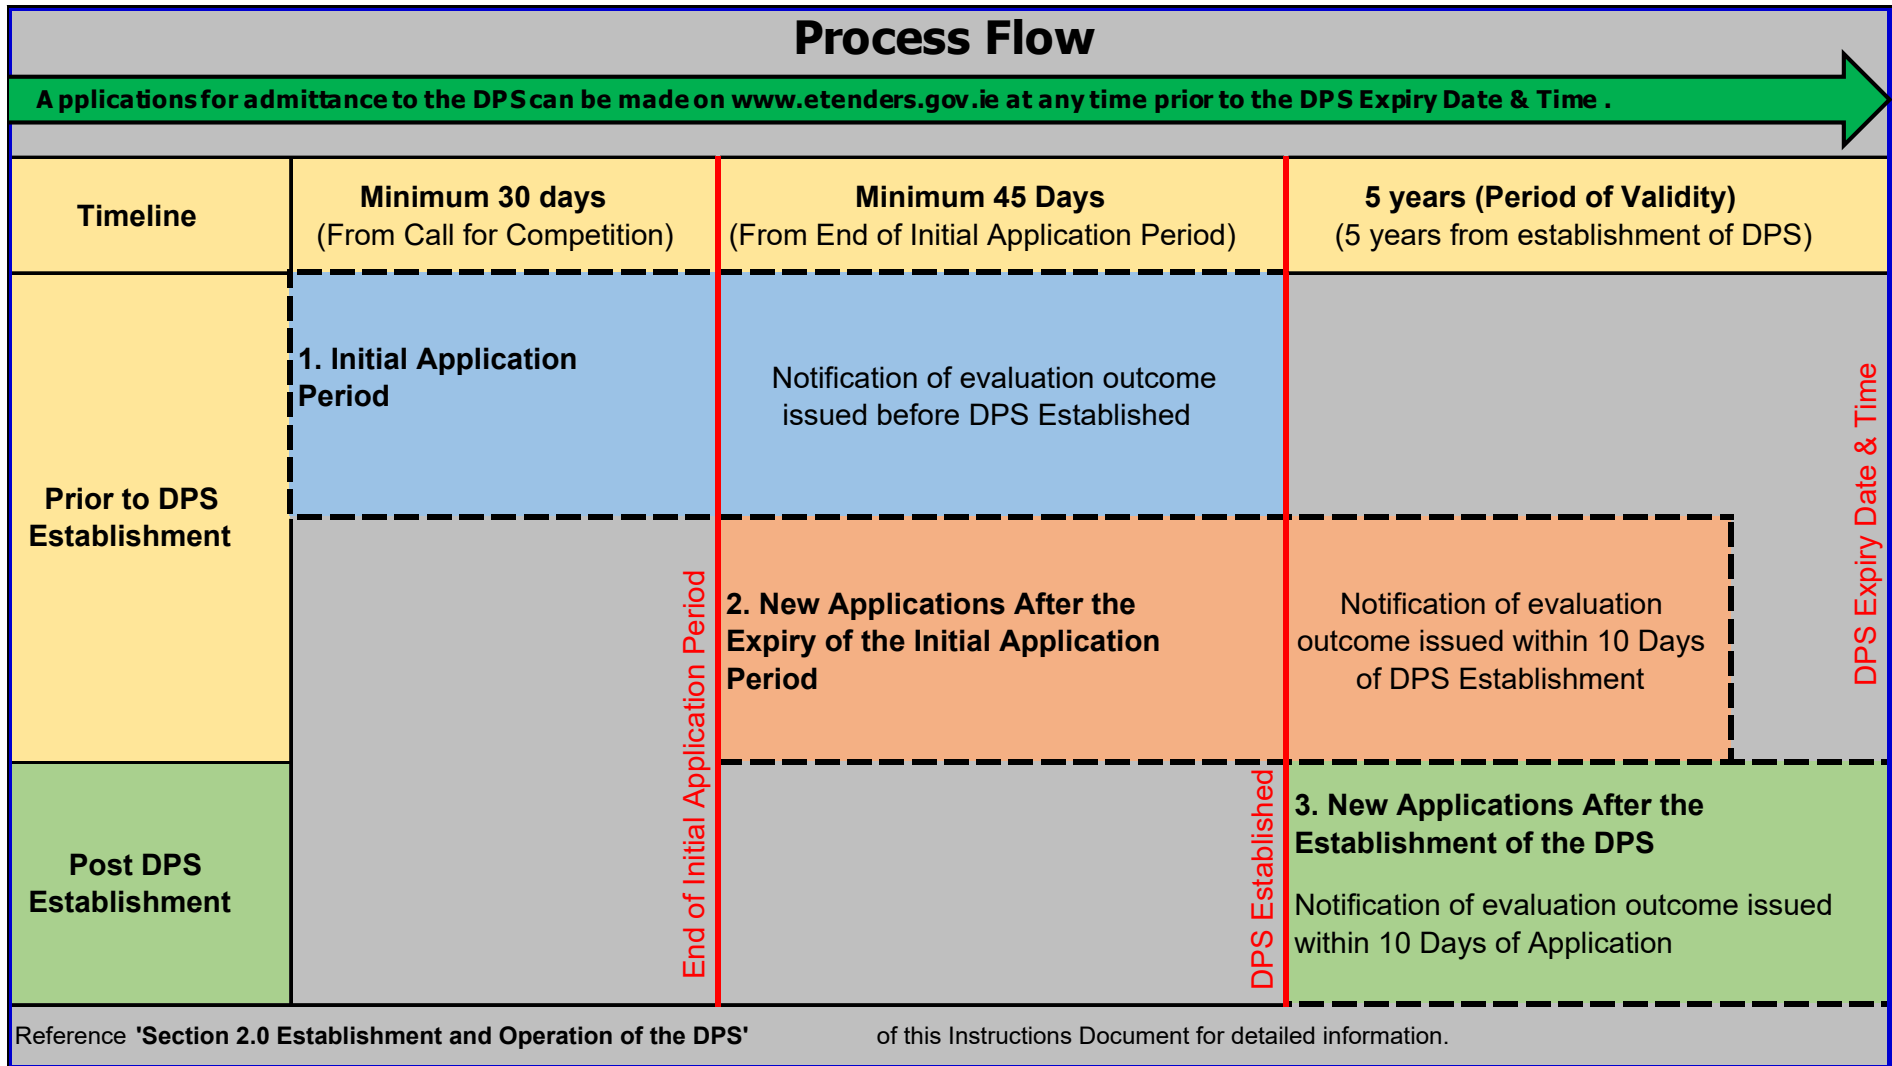 Process Flow
Applications for admittance to the DPS can be made on www.etenders.gov.ie at any time prior to the DPS Expiry Date & Time .
Timeline
Minimum 30 days
(From Call for Competition)
Minimum 45 Days
(From End of Initial Application Period)
5 years (Period of Validity)
(5 years from establishment of DPS)
Prior to DPS
Establishment
1. Initial Application
Period
Notification of evaluation outcome
issued before DPS Established
2. New Applications After the
Expiry of the Initial Application
Period
Notification of evaluation
outcome issued within 10 Days
of DPS Establishment
DPS Expiry Date & Time
End of Initial Application Period
Post DPS
Establishment
DPS Established
3. New Applications After the
Establishment of the DPS
Notification of evaluation outcome issued
within 10 Days of Application
Reference 'Section 2.0 Establishment and Operation of the DPS' of this Instructions Document for detailed information.